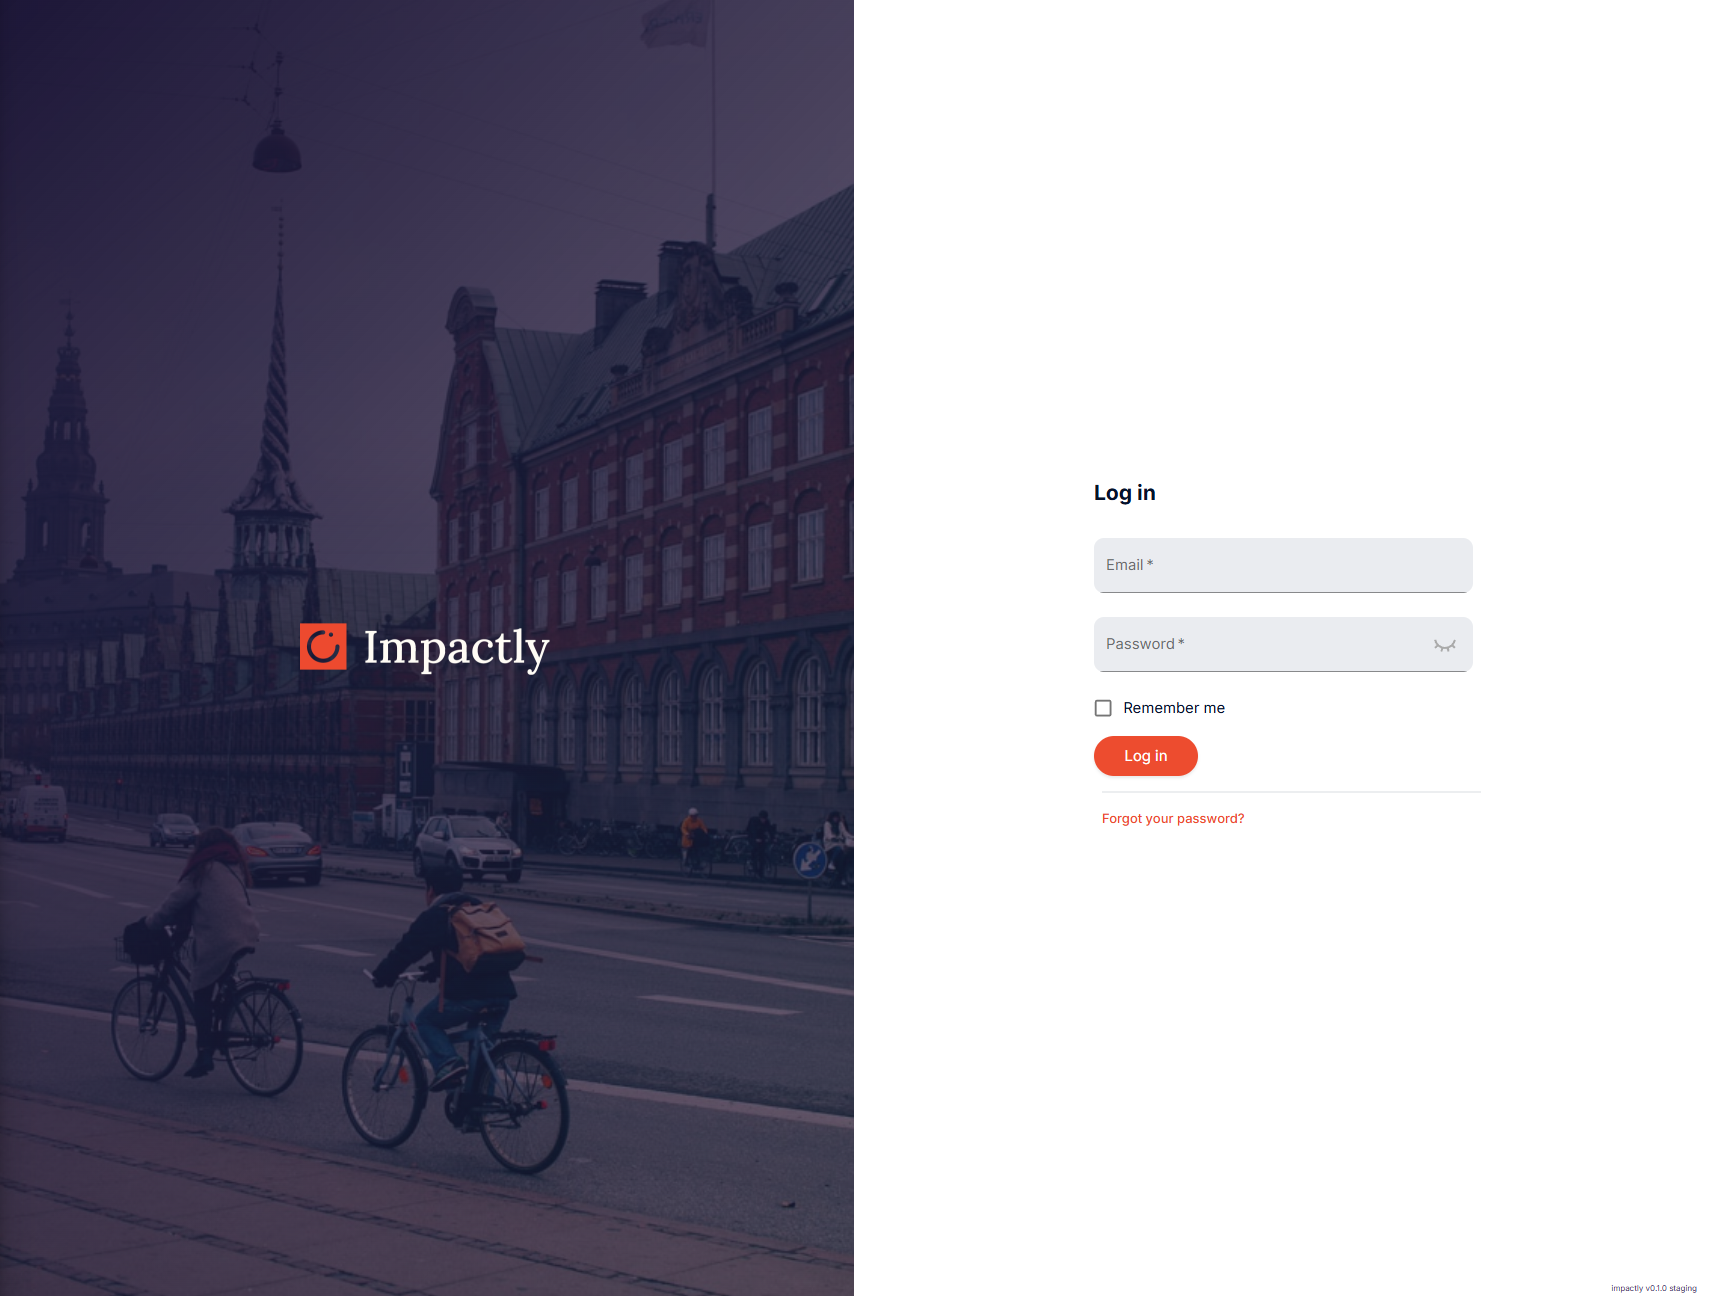 Impactly
Log in
Email *
Password *
Remember me
Log in
Forgot your password?
impactly v0.1.0 staging